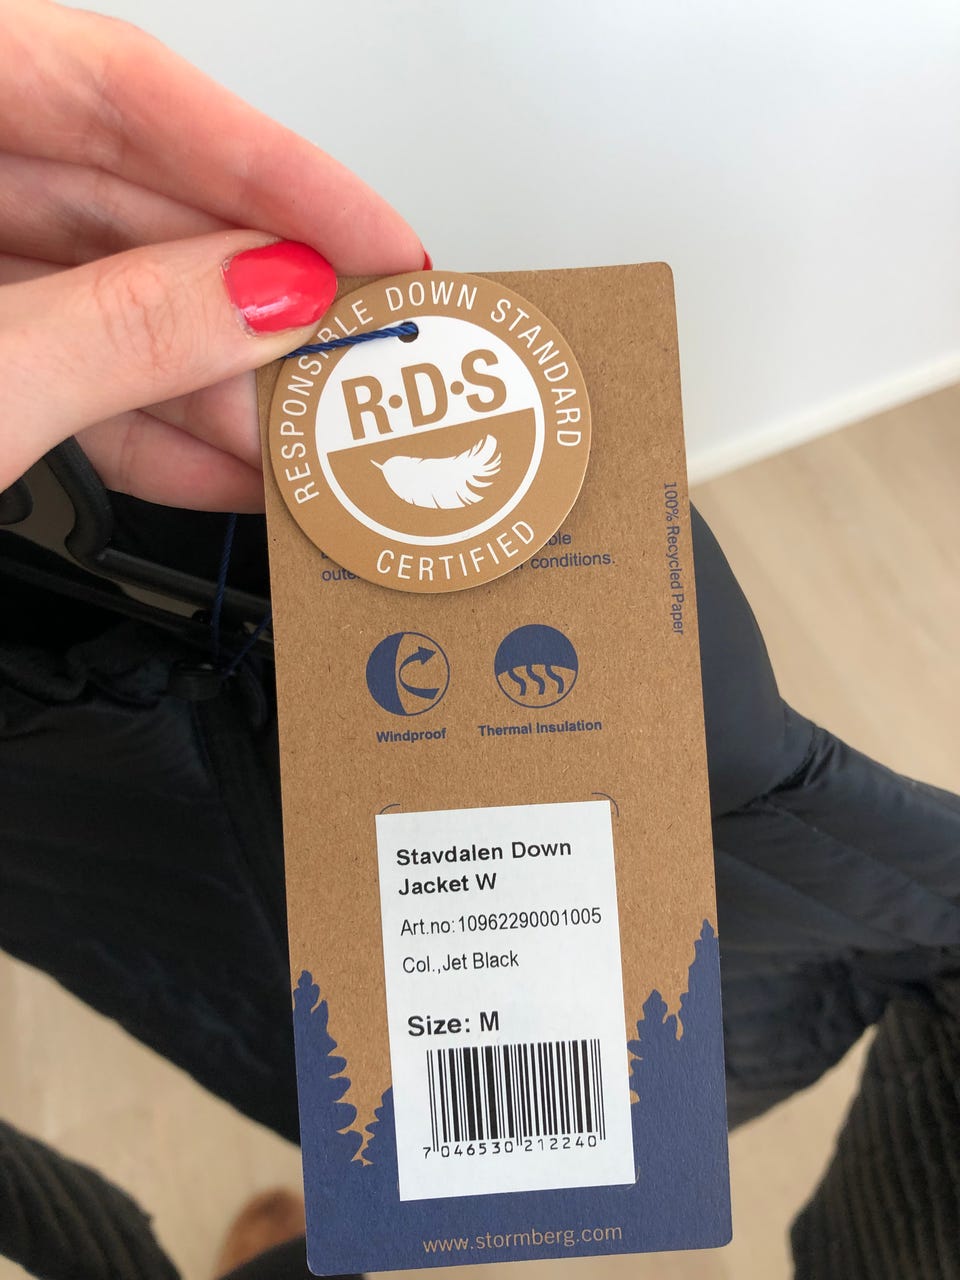 RESPONSIBLE DOWN STANDARD
R·D·S
CERTIFIED
conditions.
100% Recycled Paper
Windproof
Thermal Insulation
Stavdalen Down
Jacket W
Art.no: 10962290001005
Col.,Jet Black
Size: M
7 046530 212240
www.stormberg.com